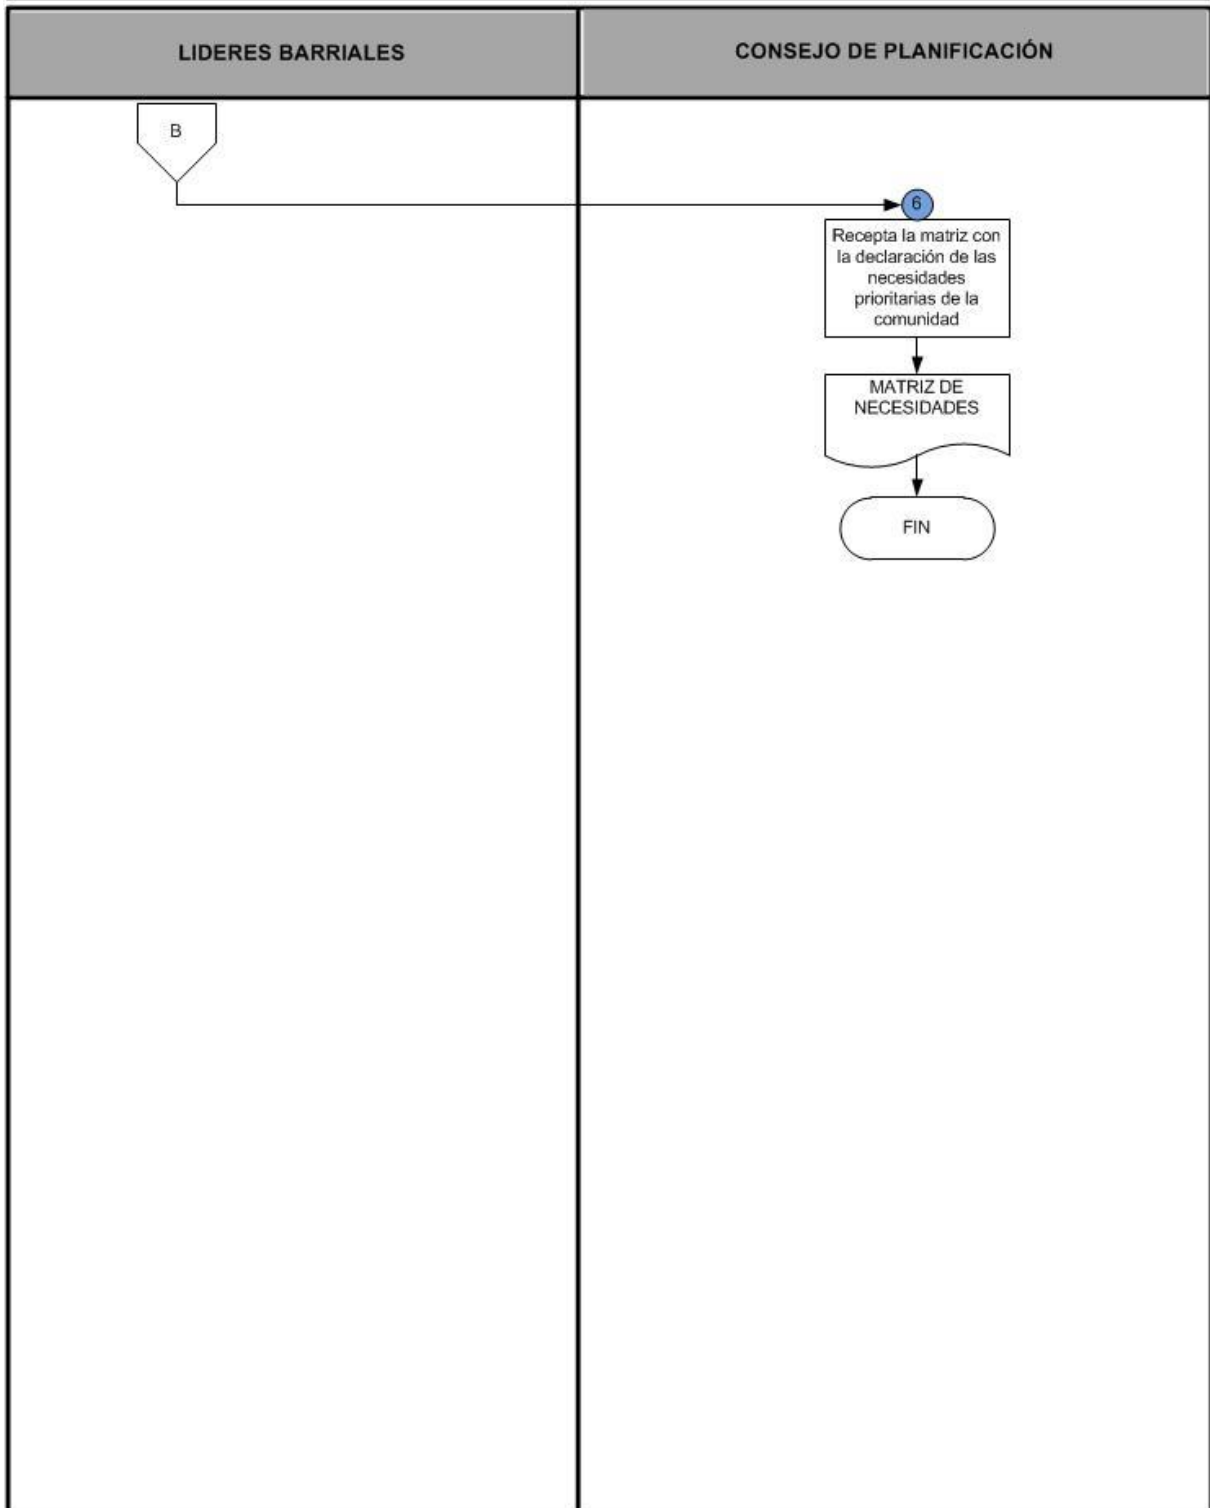 LIDERES BARRIALES
CONSEJO DE PLANIFICACIÓN
B
6
Recepta la matriz con
la declaración de las
necesidades
prioritarias de la
comunidad
MATRIZ DE
NECESIDADES
FIN